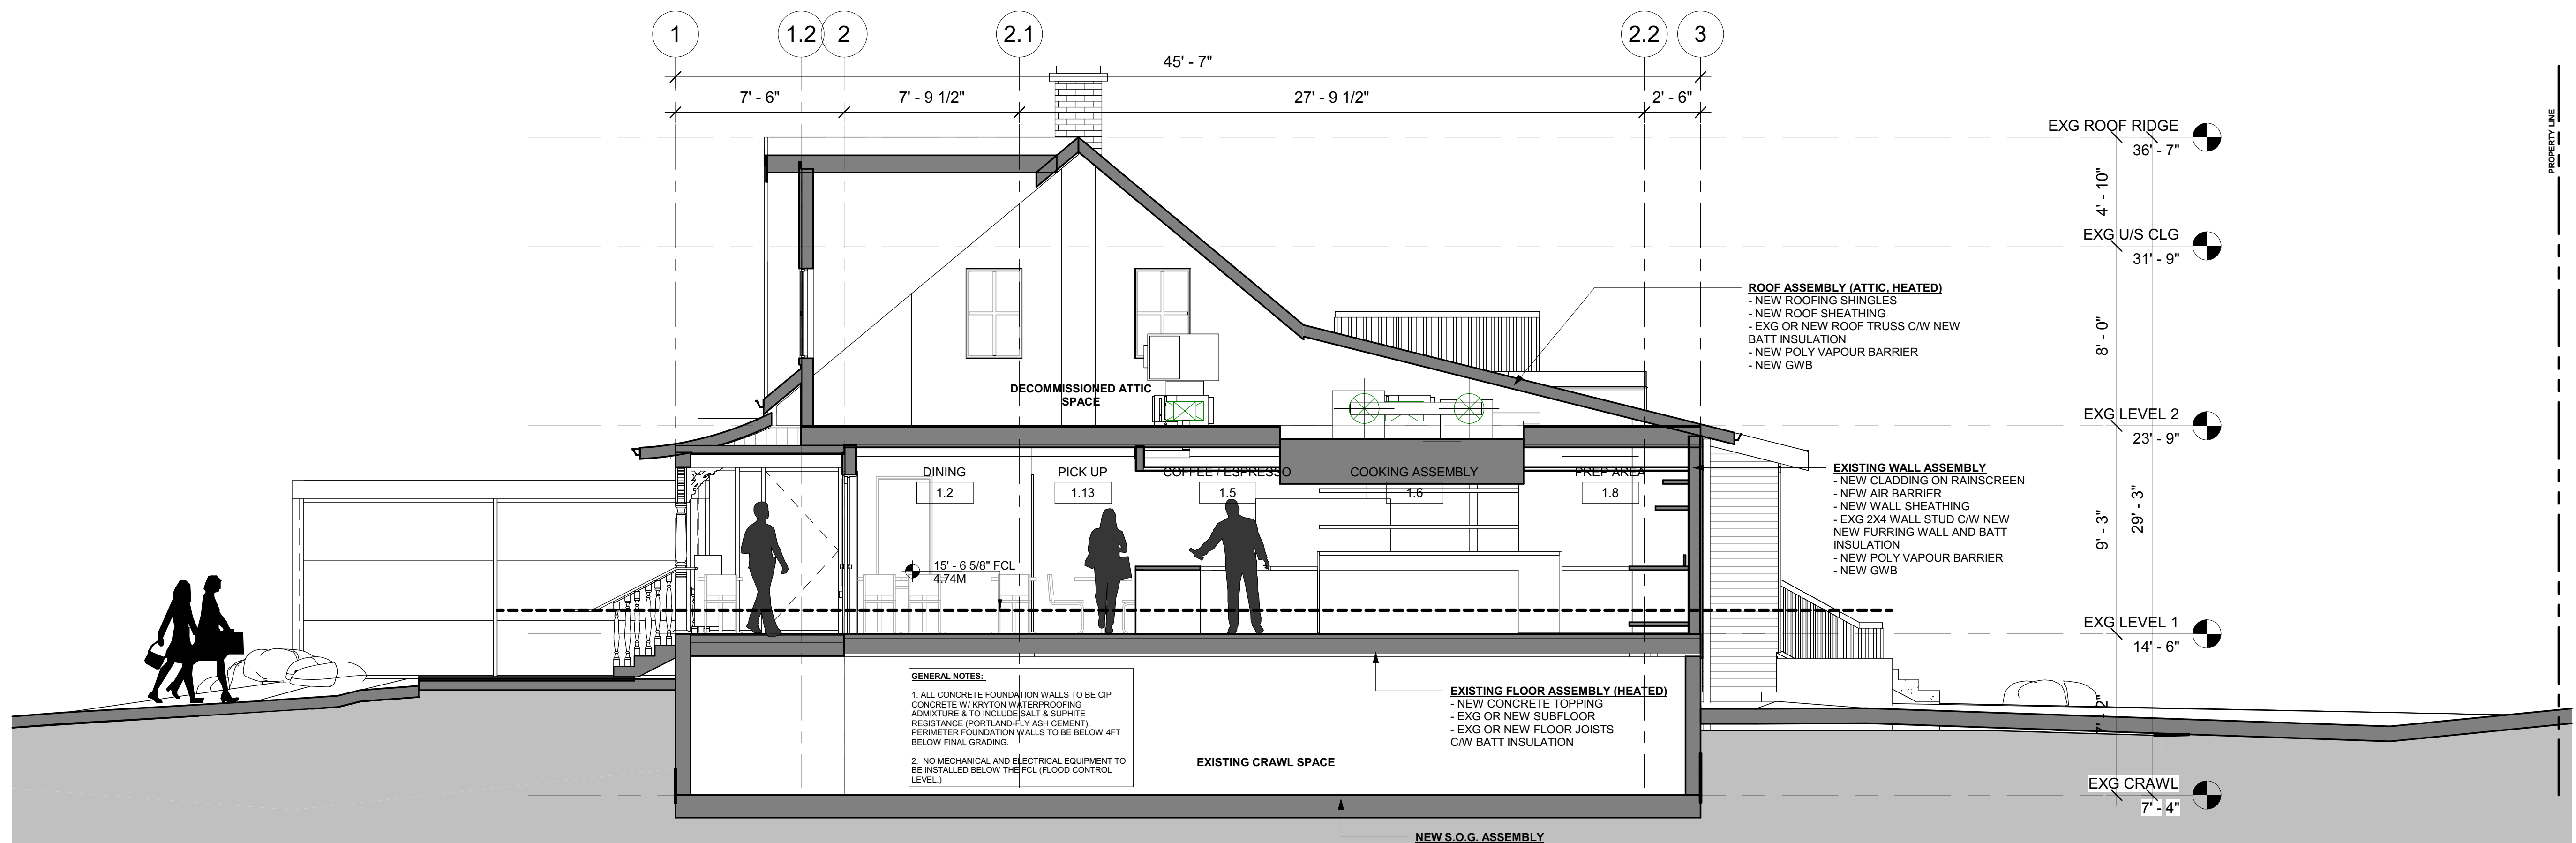 1
1.2
2
2.1
2.2
3
45' - 7"
7' - 6"
7' - 9 1/2"
27' - 9 1/2"
2' - 6"
EXG ROOF RIDGE
36' - 7"
4' - 10"
PROPERTY LINE
EXG U/S CLG
31' - 9"
8' - 0"
ROOF ASSEMBLY (ATTIC, HEATED)
- NEW ROOFING SHINGLES
- NEW ROOF SHEATHING
- EXG OR NEW ROOF TRUSS C/W NEW
BATT INSULATION
- NEW POLY VAPOUR BARRIER
- NEW GWB
DECOMMISSIONED ATTIC
SPACE
EXG LEVEL 2
23' - 9"
DINING
1.2
PICK UP
1.13
COFFEE / ESPRESSO
1.5
COOKING ASSEMBLY
1.6
PREP AREA
1.8
EXISTING WALL ASSEMBLY
- NEW CLADDING ON RAINSCREEN
- NEW AIR BARRIER
- NEW WALL SHEATHING
- EXG 2X4 WALL STUD C/W NEW
NEW FURRING WALL AND BATT
INSULATION
- NEW POLY VAPOUR BARRIER
- NEW GWB
9' - 3"
29' - 3"
15' - 6 5/8" FCL
4.74M
EXG LEVEL 1
14' - 6"
GENERAL NOTES:
1. ALL CONCRETE FOUNDATION WALLS TO BE CIP
CONCRETE W/ KRYTON WATERPROOFING
ADMIXTURE & TO INCLUDE SALT & SUPHITE
RESISTANCE (PORTLAND-FLY ASH CEMENT).
PERIMETER FOUNDATION WALLS TO BE BELOW 4FT
BELOW FINAL GRADING.
2. NO MECHANICAL AND ELECTRICAL EQUIPMENT TO
BE INSTALLED BELOW THE FCL (FLOOD CONTROL
LEVEL.)
EXISTING FLOOR ASSEMBLY (HEATED)
- NEW CONCRETE TOPPING
- EXG OR NEW SUBFLOOR
- EXG OR NEW FLOOR JOISTS
C/W BATT INSULATION
7' - 2"
EXISTING CRAWL SPACE
EXG CRAWL
7' - 4"
NEW S.O.G. ASSEMBLY